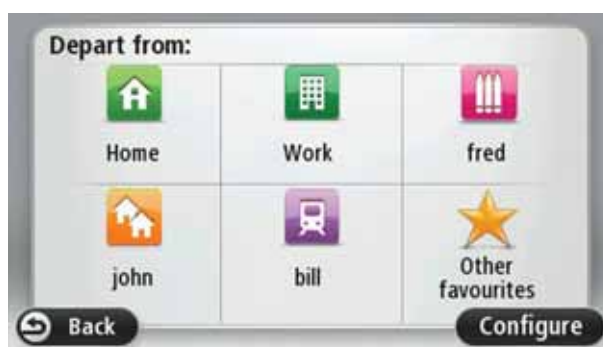 Depart from:
Home
Work
fred
john
bill
Other
favourites
Back
Configure